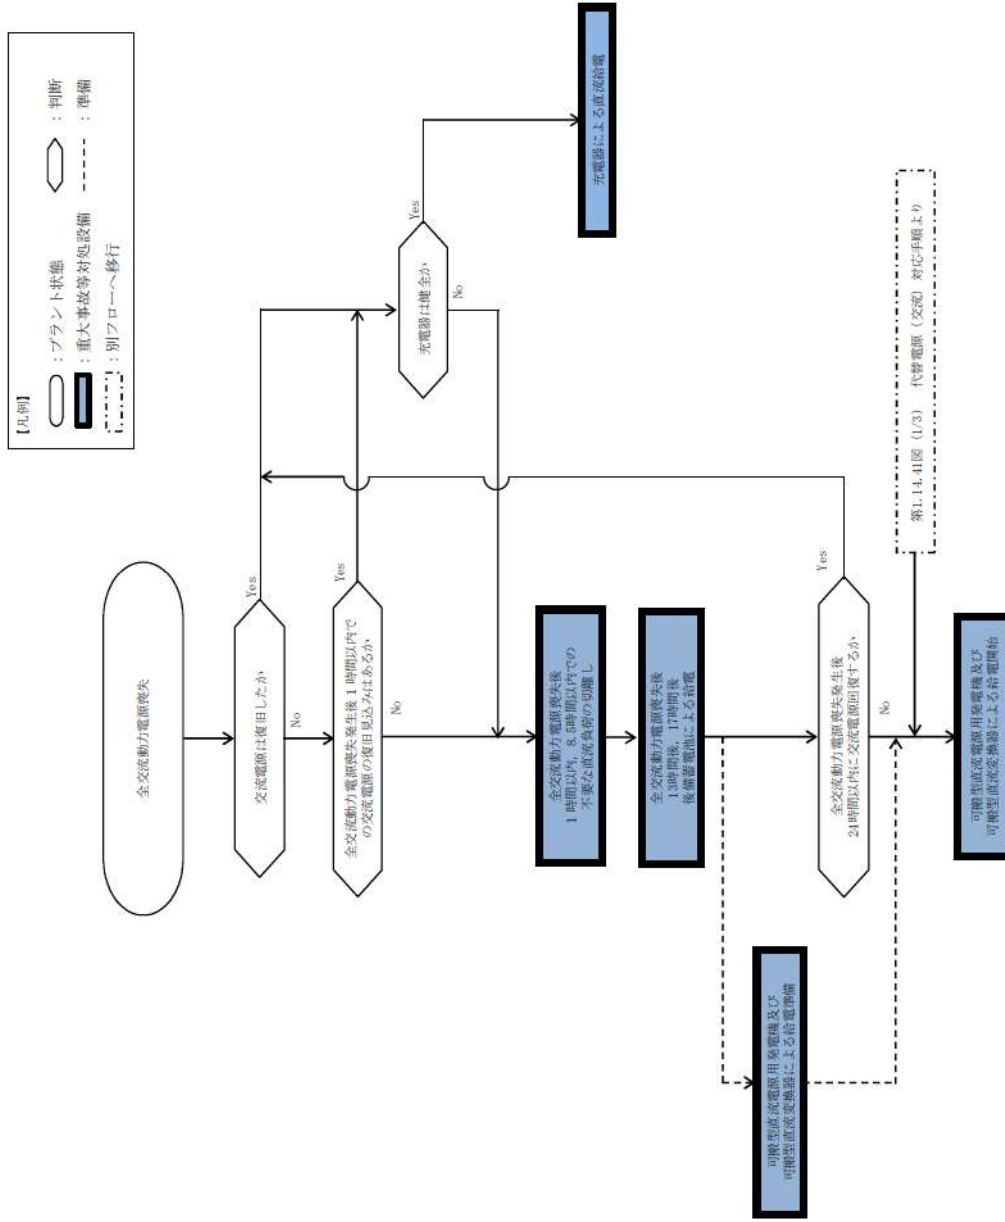 【凡例】
：プラント状態
：判断
：重大事故等対処設備
：準備
：別フローへ移行
全交流動力電源喪失
交流電源は復旧したか
Yes
No
全交流動力電源喪失発生後１時間以内で
の交流電源の復旧見込みはあるか
Yes
No
充電器は健全か
Yes
No
充電器による直流給電
全交流動力電源喪失後
１時間以内，8.5時間以内での
不要な直流負荷の切離し
全交流動力電源喪失後
13時間後，17時間後
後備蓄電池による給電
可搬型直流電源用発電機及び
可搬型直流変換器による給電準備
全交流動力電源喪失発生後
24時間以内に交流電源回復するか
Yes
No
第1.14.41図（1/3）　代替電源（交流）対応手順より
可搬型直流電源用発電機及び
可搬型直流変換器による給電開始